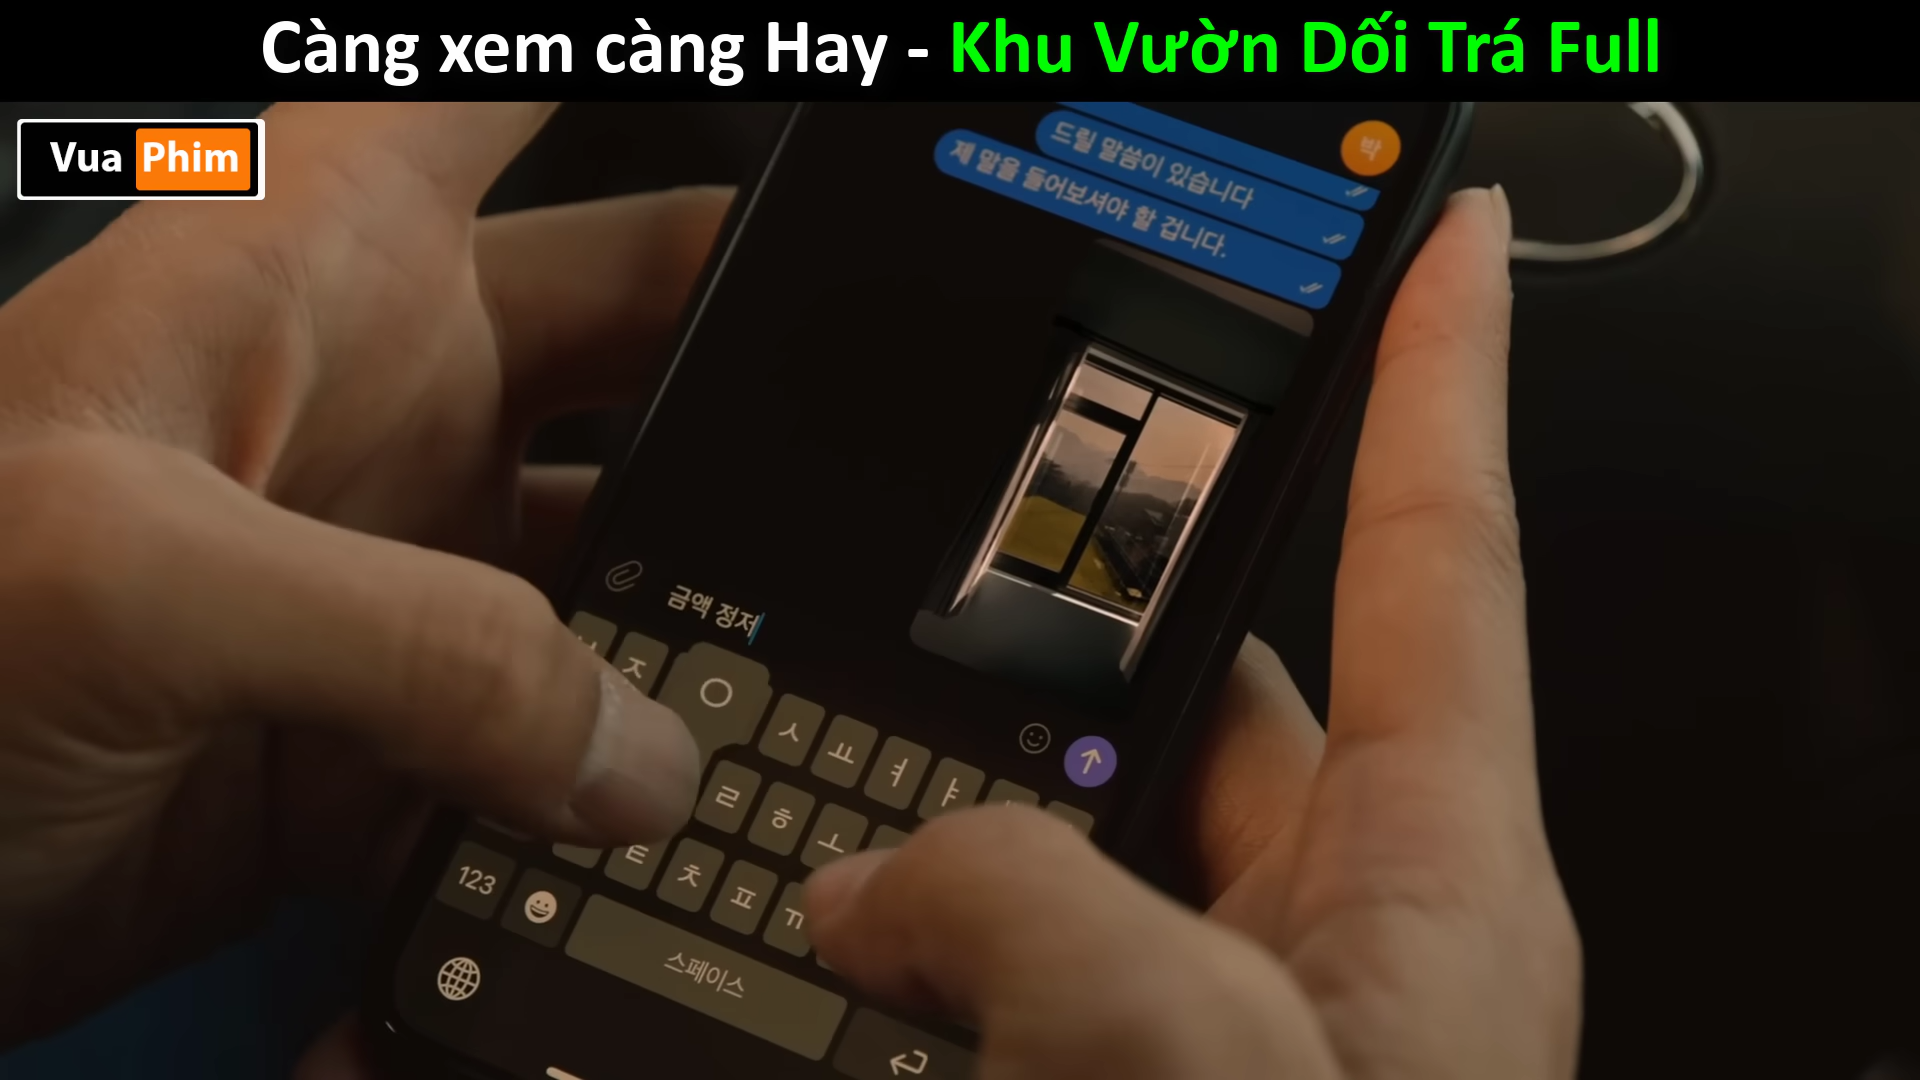 Càng xem càng Hay - Khu Vườn Dối Trá Full
Vua Phim
박
드릴 말씀이 있습니다
제 말을 들어보셔야 할 겁니다.
금액 정저
ㅈ
ㅇ
ㅅ ㅛ ㅕ ㅑ
ㄹ ㅎ ㅗ
ㅌ ㅊ ㅍ ㅠ
123
스페이스